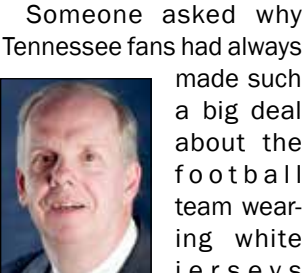 Someone asked why
Tennessee fans had always
made such
a big deal
about the
football
team wear-
ing white
jerseys